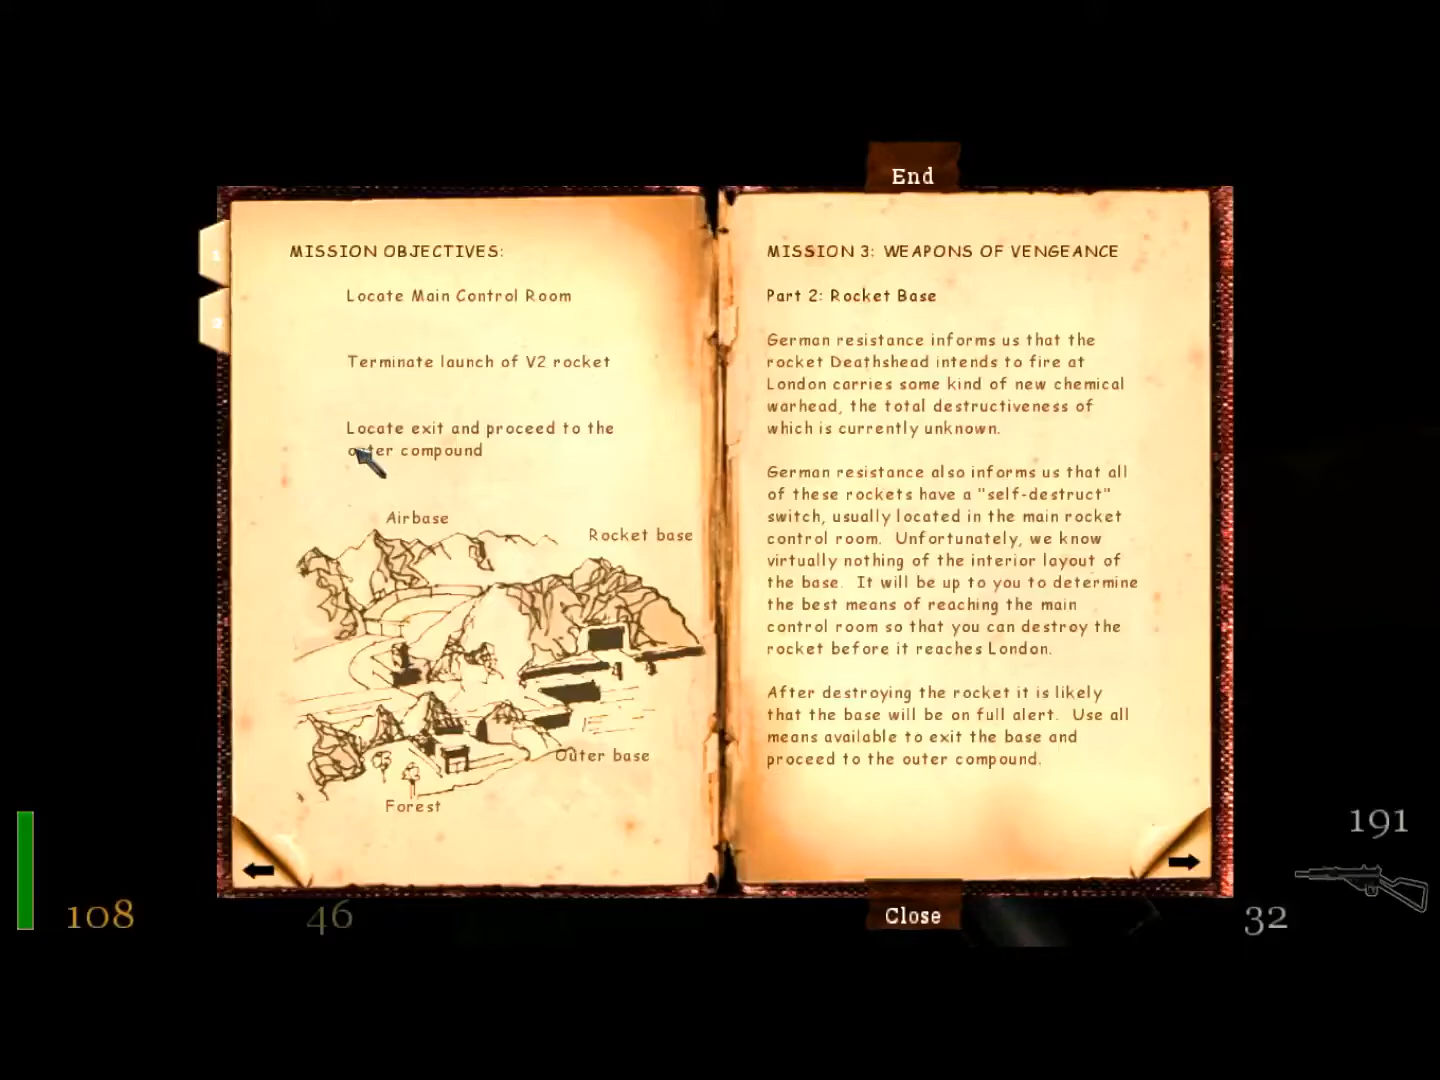 End
MISSION OBJECTIVES:
Locate Main Control Room
Terminate launch of V2 rocket
Locate exit and proceed to the
outer compound
Airbase
Rocket base
Outer base
Forest
MISSION 3: WEAPONS OF VENGEANCE
Part 2: Rocket Base
German resistance informs us that the
rocket Deathshead intends to fire at
London carries some kind of new chemical
warhead, the total destructiveness of
which is currently unknown.
German resistance also informs us that all
of these rockets have a "self-destruct"
switch, usually located in the main rocket
control room. Unfortunately, we know
virtually nothing of the interior layout of
the base. It will be up to you to determine
the best means of reaching the main
control room so that you can destroy the
rocket before it reaches London.
After destroying the rocket it is likely
that the base will be on full alert. Use all
means available to exit the base and
proceed to the outer compound.
Close
108
46
191
32